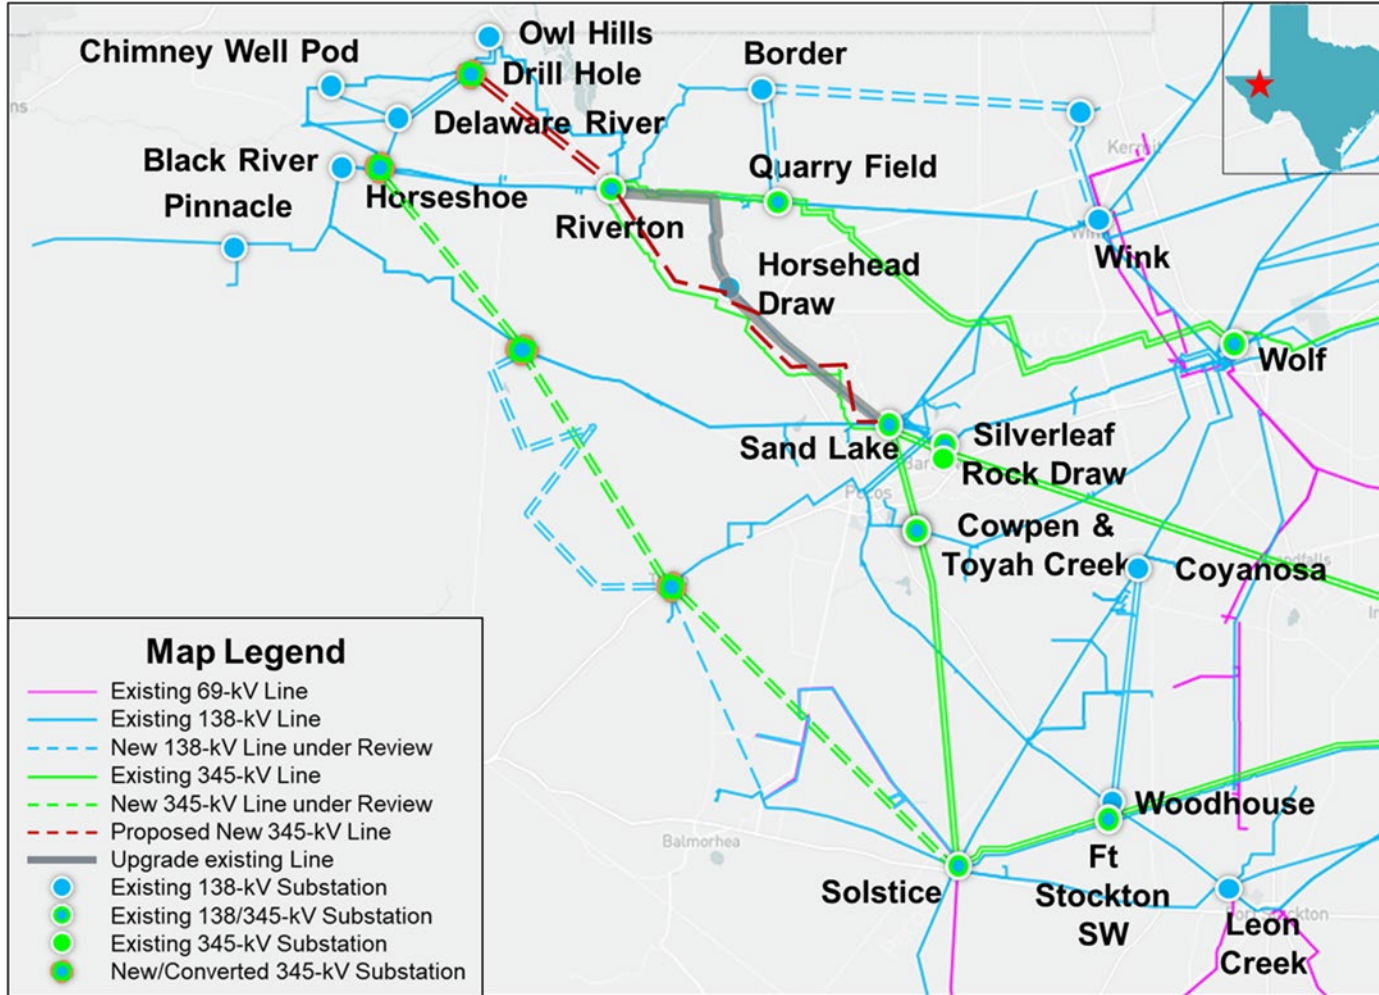 Owl Hills
Chimney Well Pod
Border
Drill Hole
Delaware River
Kermit
Black River
Quarry Field
Horseshoe
Pinnacle
Riverton
Wink
Horsehead
Draw
Wolf
Sand Lake
Silverleaf
Rock Draw
Pecos
Cowpen &
Toyah Creek
Coyanosa
Balmorhea
Woodhouse
Solstice
Ft
Stockton
SW
Fort Stockton
Leon
Creek
Map Legend
Existing 69-kV Line
Existing 138-kV Line
New 138-kV Line under Review
Existing 345-kV Line
New 345-kV Line under Review
Proposed New 345-kV Line
Upgrade existing Line
Existing 138-kV Substation
Existing 138/345-kV Substation
Existing 345-kV Substation
New/Converted 345-kV Substation